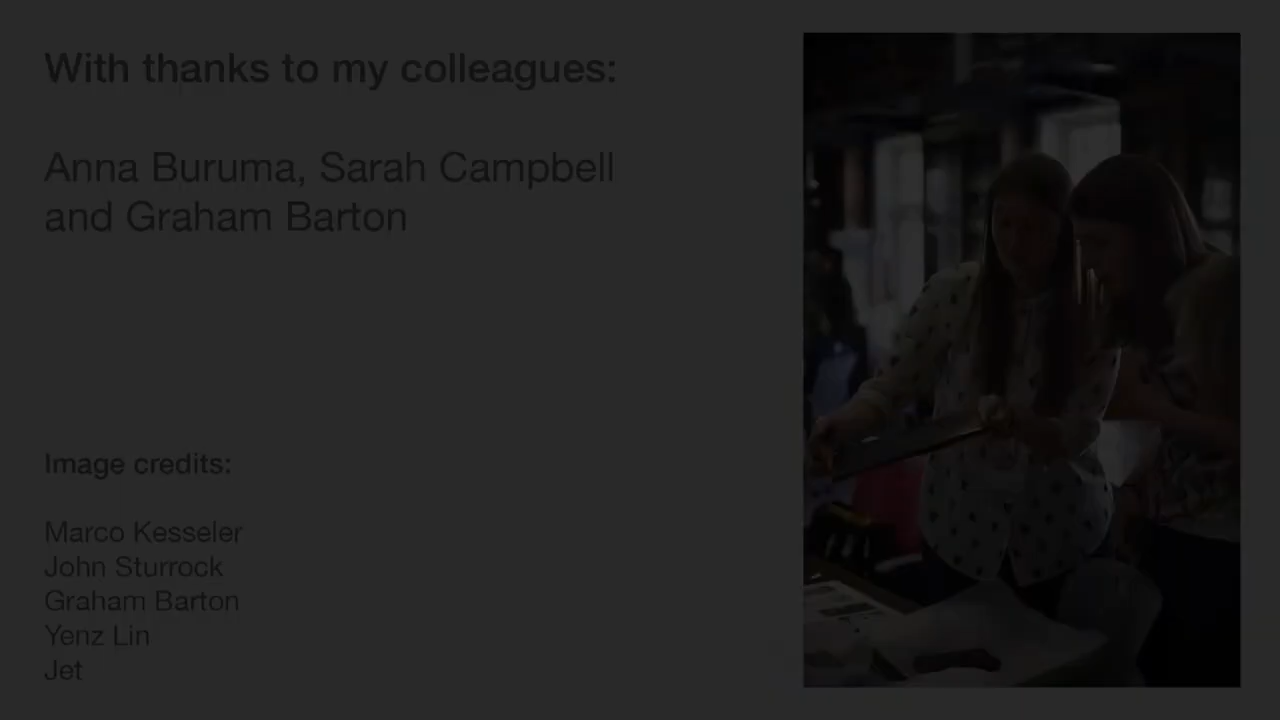 With thanks to my colleagues:
Anna Buruma, Sarah Campbell
and Graham Barton
Image credits:
Marco Kesseler
John Sturrock
Graham Barton
Yenz Lin
Jet